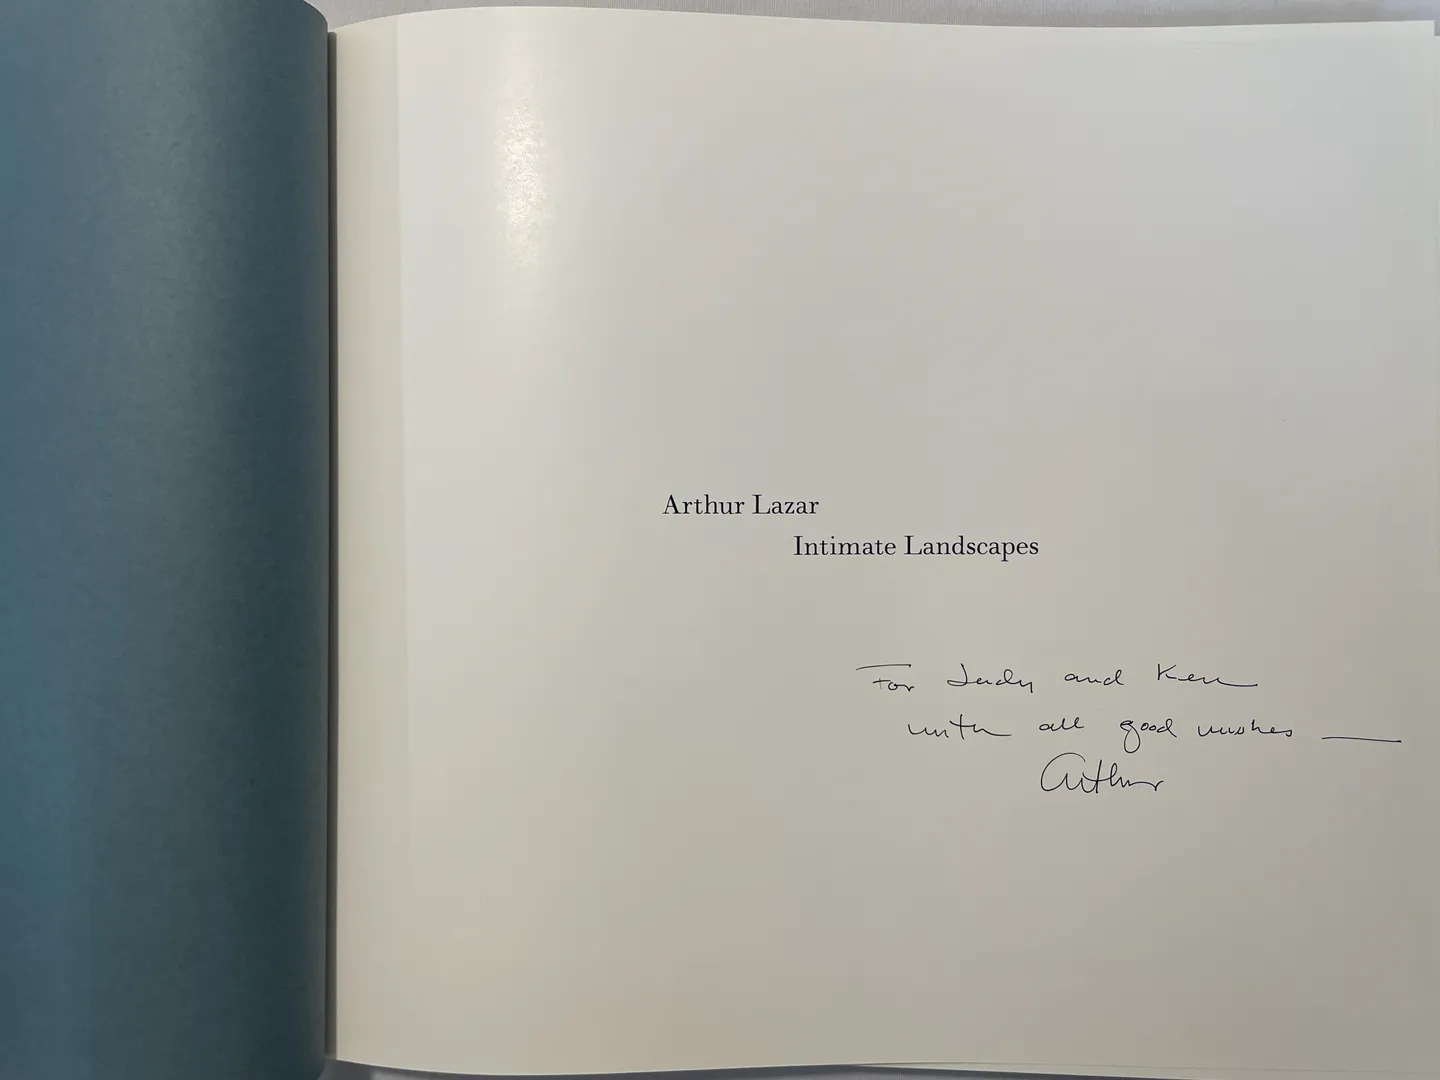 Arthur Lazar
Intimate Landscapes
For Judy and Ken
with all good wishes —
Arthur